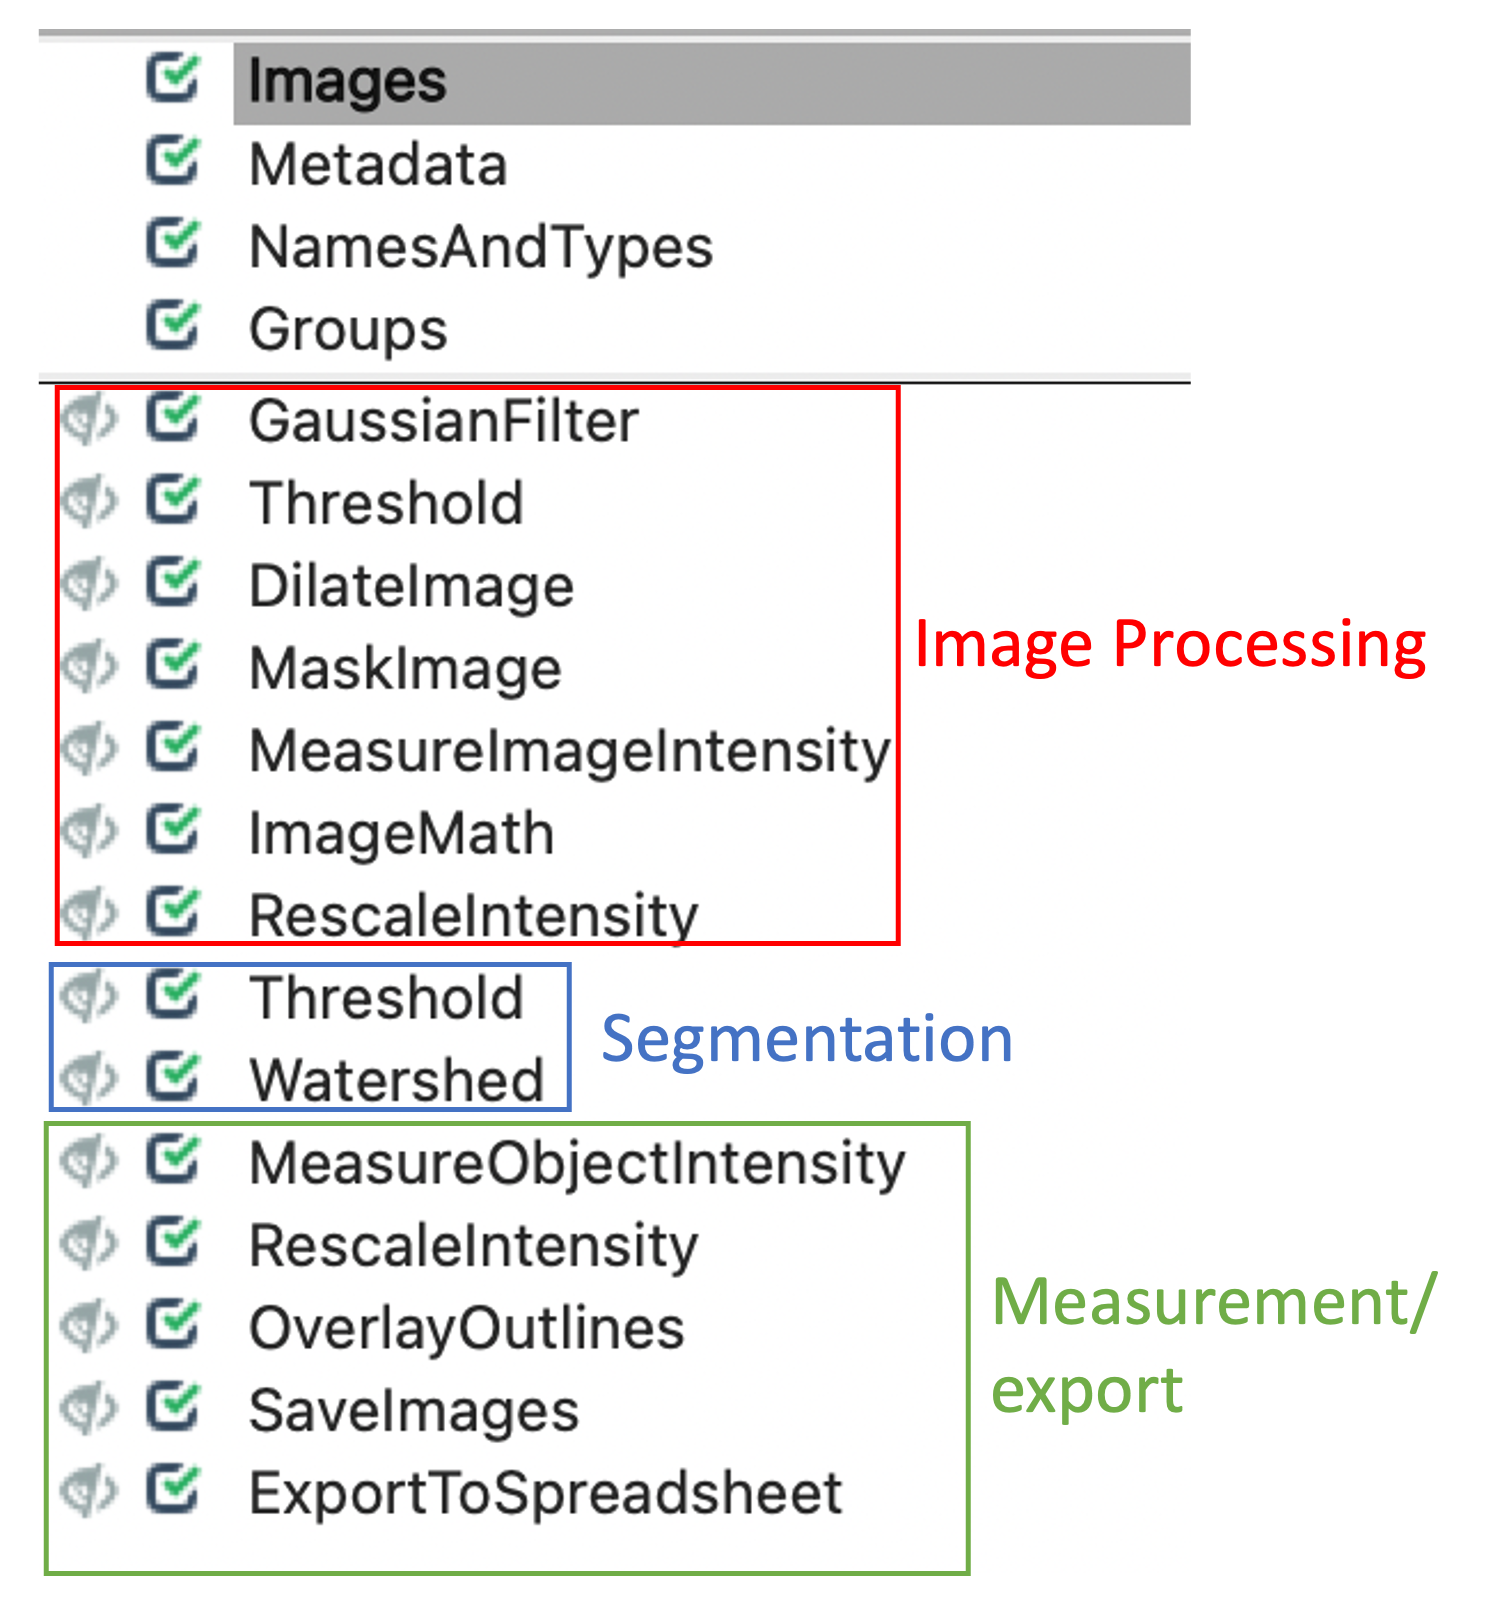 Images
Metadata
NamesAndTypes
Groups
GaussianFilter
Threshold
DilateImage
MaskImage
MeasureImageIntensity
ImageMath
RescaleIntensity
Image Processing
Threshold
Watershed
Segmentation
MeasureObjectIntensity
RescaleIntensity
OverlayOutlines
SaveImages
ExportToSpreadsheet
Measurement/
export